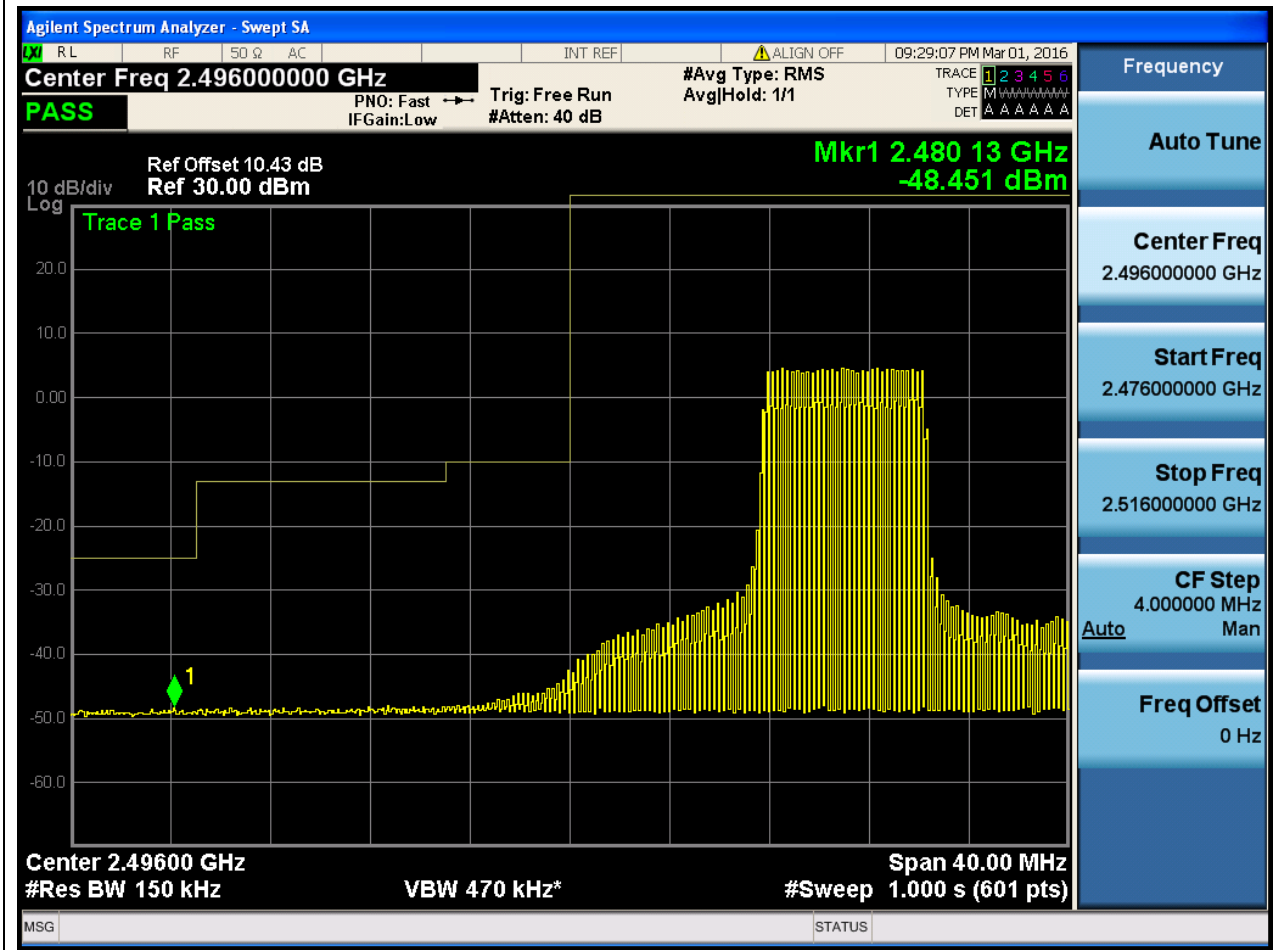 Agilent Spectrum Analyzer - Swept SA
LXI RL RF 50 Ω AC INT REF ALIGN OFF 09:29:07 PM Mar 01, 2016
Center Freq 2.496000000 GHz
PASS
PNO: Fast
IFGain:Low
Trig: Free Run
#Atten: 40 dB
#Avg Type: RMS
Avg|Hold: 1/1
TRACE 1 2 3 4 5 6
TYPE M WWWWW
DET A A A A A A
Mkr1 2.480 13 GHz
-48.451 dBm
Ref Offset 10.43 dB
10 dB/div Ref 30.00 dBm
Log
Trace 1 Pass
20.0
10.0
0.00
-10.0
-20.0
-30.0
-40.0
-50.0
-60.0
1
Center 2.49600 GHz Span 40.00 MHz
#Res BW 150 kHz VBW 470 kHz* #Sweep 1.000 s (601 pts)
MSG STATUS
Frequency
Auto Tune
Center Freq
2.496000000 GHz
Start Freq
2.476000000 GHz
Stop Freq
2.516000000 GHz
CF Step
4.000000 MHz
Auto Man
Freq Offset
0 Hz